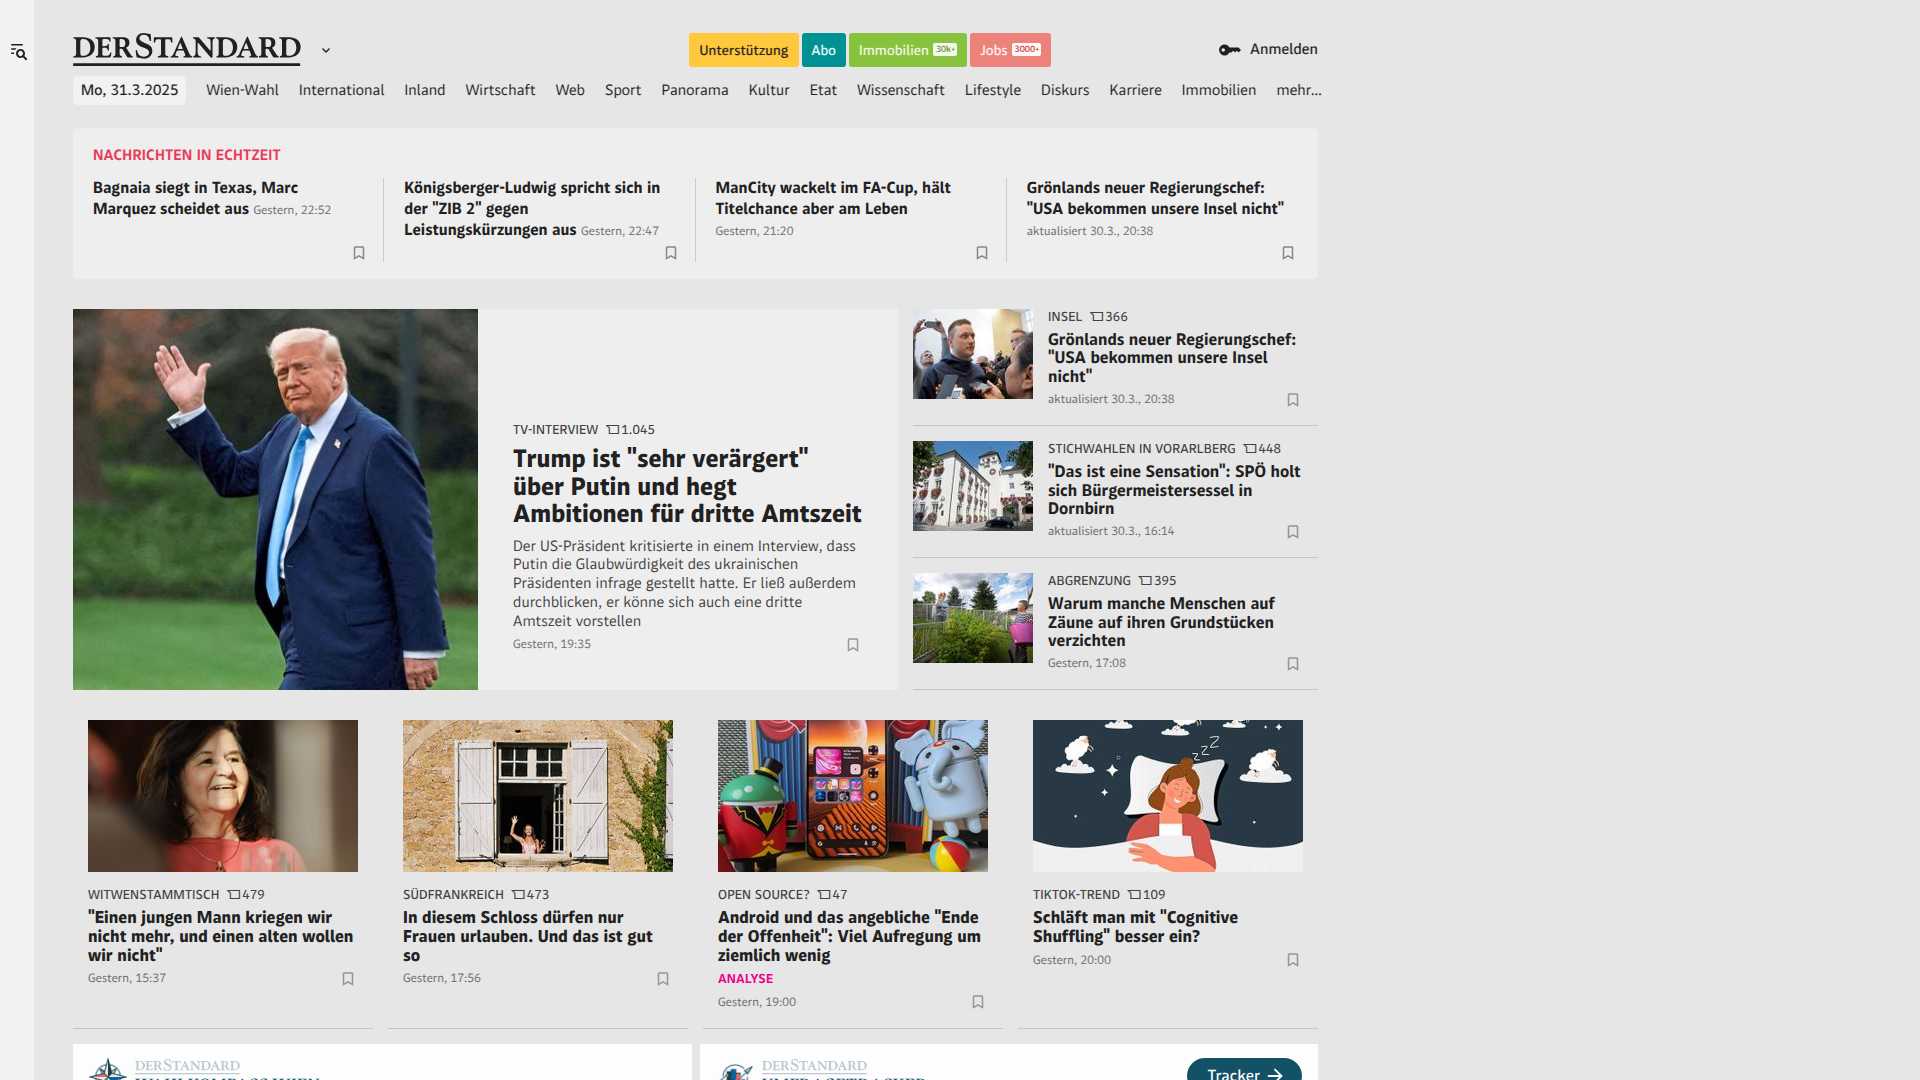 DERSTANDARD
Unterstützung
Abo
Immobilien 30k+
Jobs 3000+
Anmelden
Mo, 31.3.2025
Wien-Wahl
International
Inland
Wirtschaft
Web
Sport
Panorama
Kultur
Etat
Wissenschaft
Lifestyle
Diskurs
Karriere
Immobilien
mehr...
NACHRICHTEN IN ECHTZEIT
Bagnaia siegt in Texas, Marc
Marquez scheidet aus Gestern, 22:52
Königsberger-Ludwig spricht sich in
der "ZIB 2" gegen
Leistungskürzungen aus Gestern, 22:47
ManCity wackelt im FA-Cup, hält
Titelchance aber am Leben
Gestern, 21:20
Grönlands neuer Regierungschef:
"USA bekommen unsere Insel nicht"
aktualisiert 30.3., 20:38
TV-INTERVIEW 1.045
Trump ist "sehr verärgert"
über Putin und hegt
Ambitionen für dritte Amtszeit
Der US-Präsident kritisierte in einem Interview, dass
Putin die Glaubwürdigkeit des ukrainischen
Präsidenten infrage gestellt hatte. Er ließ außerdem
durchblicken, er könne sich auch eine dritte
Amtszeit vorstellen
Gestern, 19:35
INSEL 366
Grönlands neuer Regierungschef:
"USA bekommen unsere Insel
nicht"
aktualisiert 30.3., 20:38
STICHWAHLEN IN VORARLBERG 448
"Das ist eine Sensation": SPÖ holt
sich Bürgermeistersessel in
Dornbirn
aktualisiert 30.3., 16:14
ABGRENZUNG 395
Warum manche Menschen auf
Zäune auf ihren Grundstücken
verzichten
Gestern, 17:08
WITWENSTAMMTISCH 479
"Einen jungen Mann kriegen wir
nicht mehr, und einen alten wollen
wir nicht"
Gestern, 15:37
SÜDFRANKREICH 473
In diesem Schloss dürfen nur
Frauen urlauben. Und das ist gut
so
Gestern, 17:56
OPEN SOURCE? 47
Android und das angebliche "Ende
der Offenheit": Viel Aufregung um
ziemlich wenig
ANALYSE
Gestern, 19:00
ZZZ
TIKTOK-TREND 109
Schläft man mit "Cognitive
Shuffling" besser ein?
Gestern, 20:00
DERSTANDARD
DERSTANDARD
Tracker